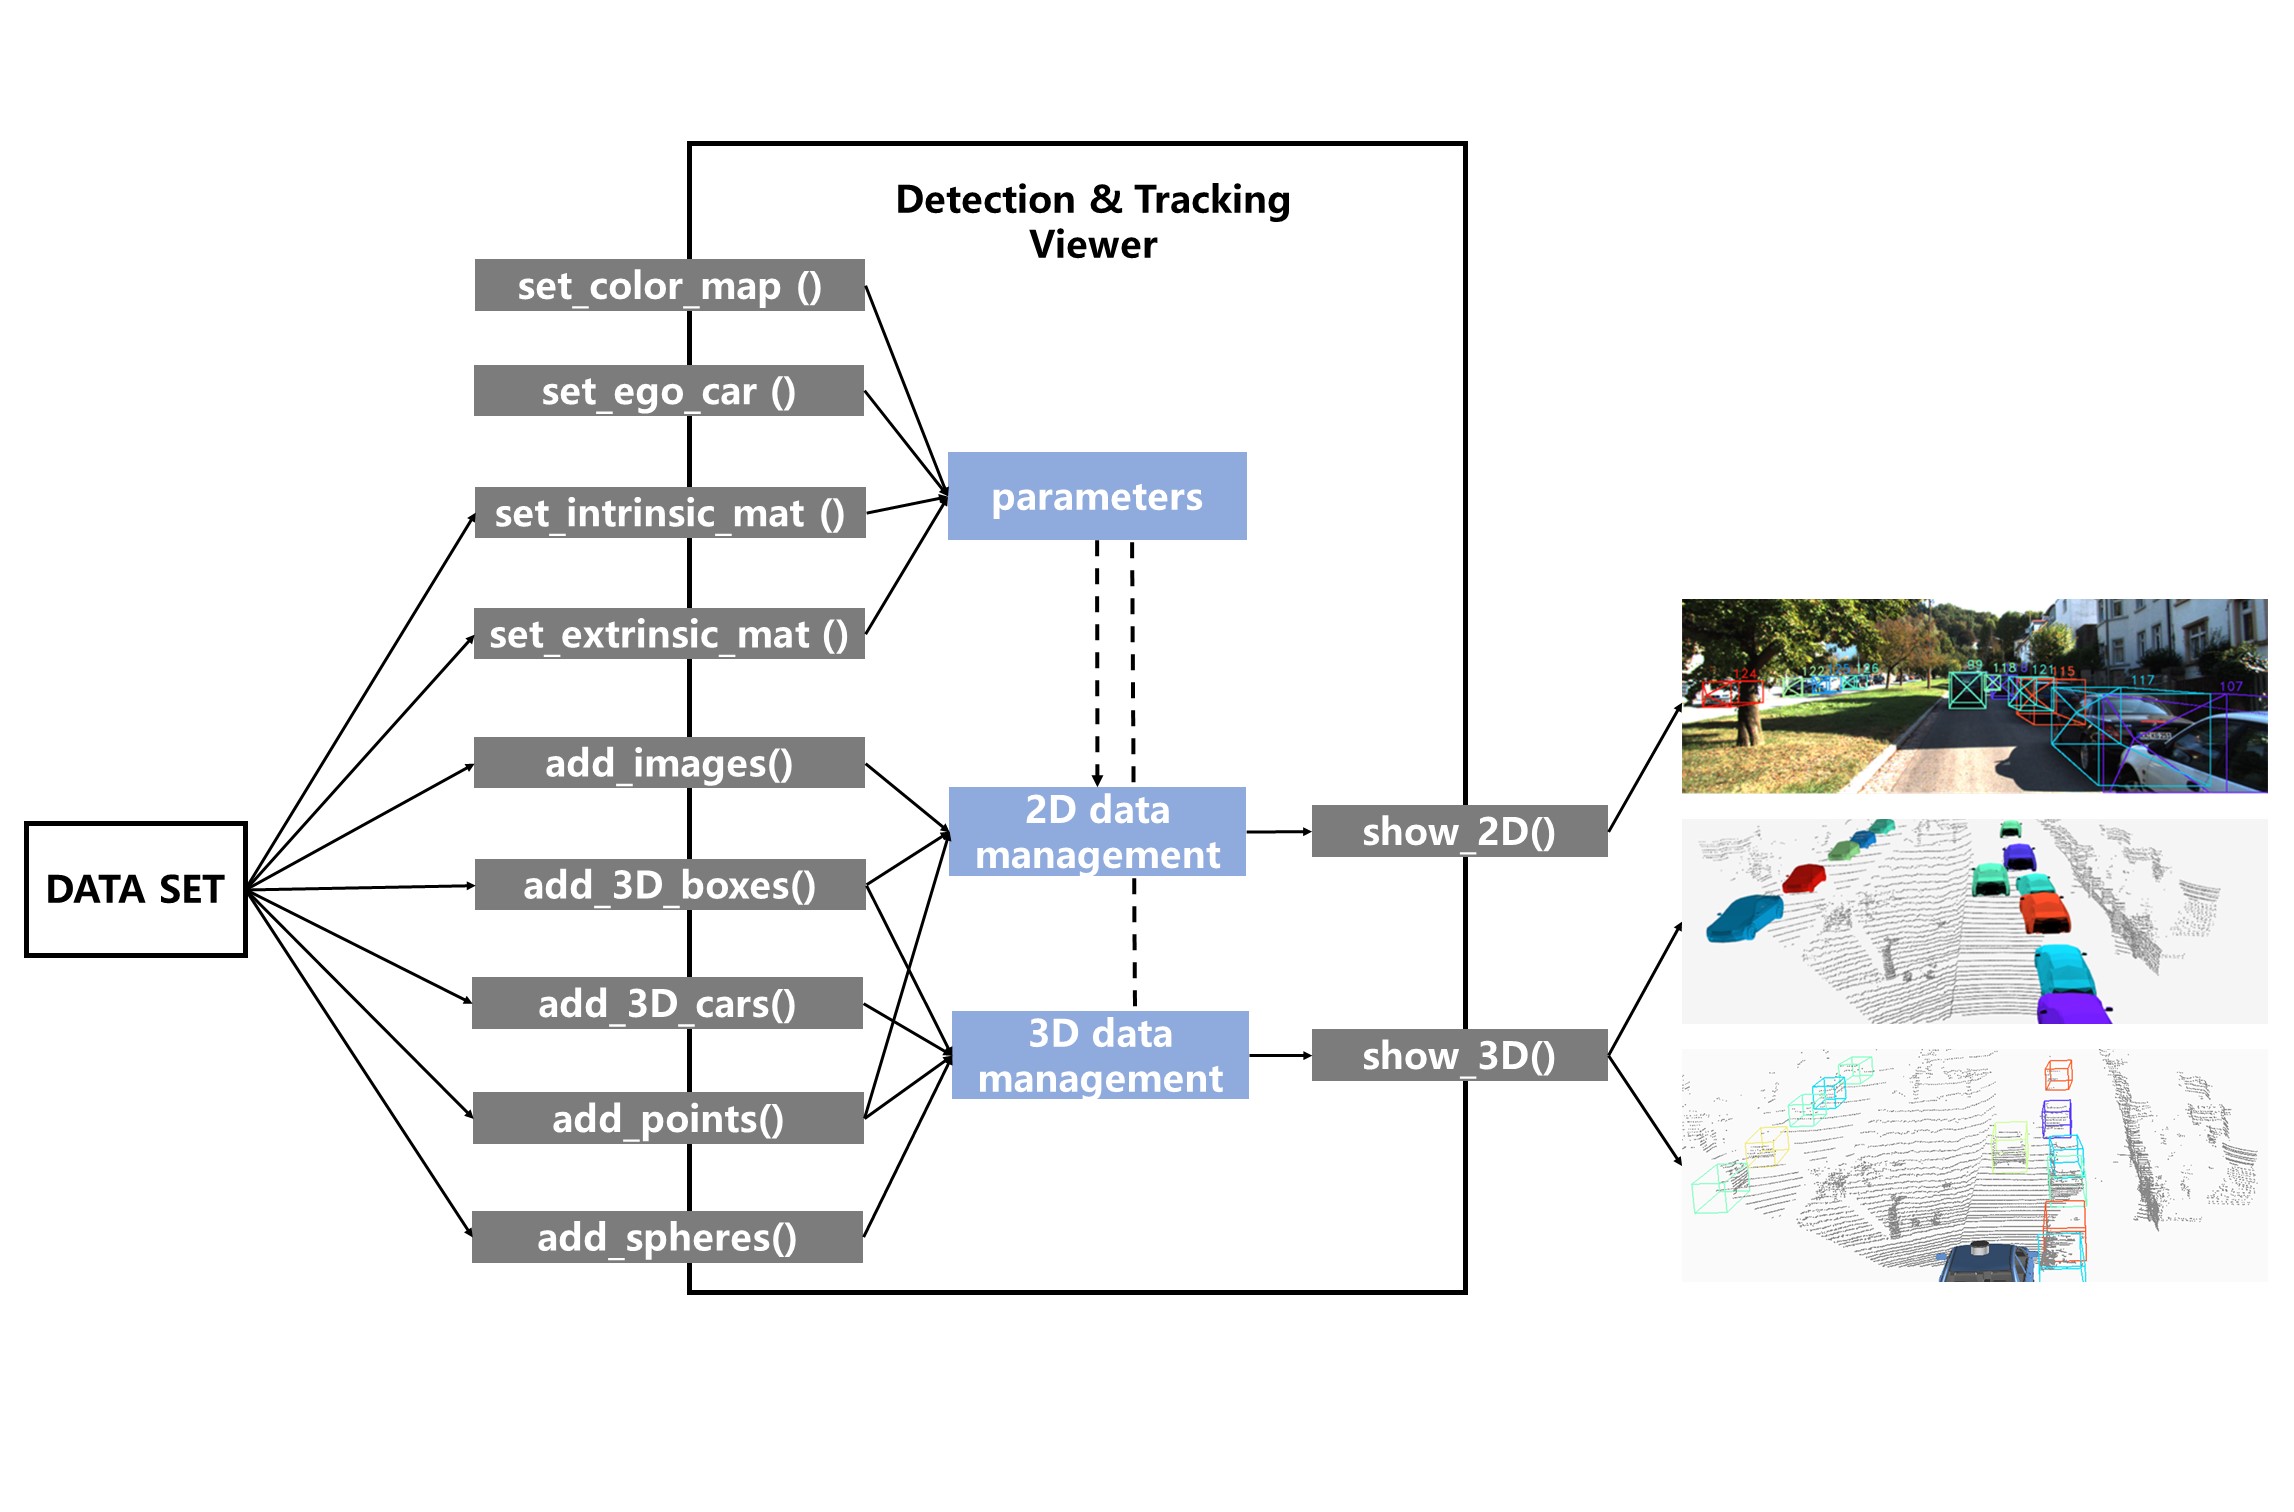 Detection & Tracking
Viewer
set_color_map ()
set_ego_car ()
set_intrinsic_mat ()
set_extrinsic_mat ()
add_images()
add_3D_boxes()
add_3D_cars()
add_points()
add_spheres()
DATA SET
parameters
2D data
management
3D data
management
show_2D()
show_3D()
124
122
126
89
118
121
115
117
107